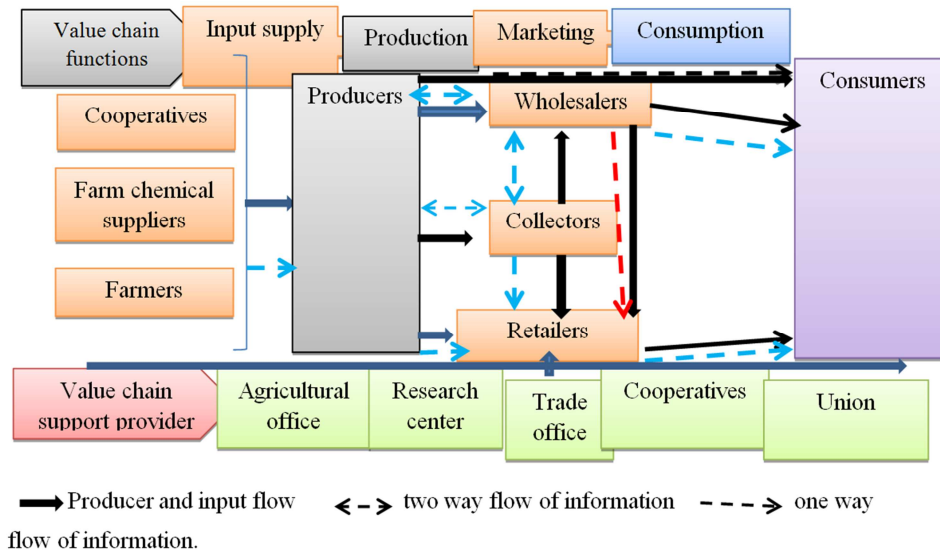 Value chain
functions
Input supply
Production
Marketing
Consumption
Cooperatives
Farm chemical
suppliers
Farmers
Producers
Wholesalers
Collectors
Retailers
Consumers
Value chain
support provider
Agricultural
office
Research
center
Trade
office
Cooperatives
Union
Producer and input flow two way flow of information one way
flow of information.